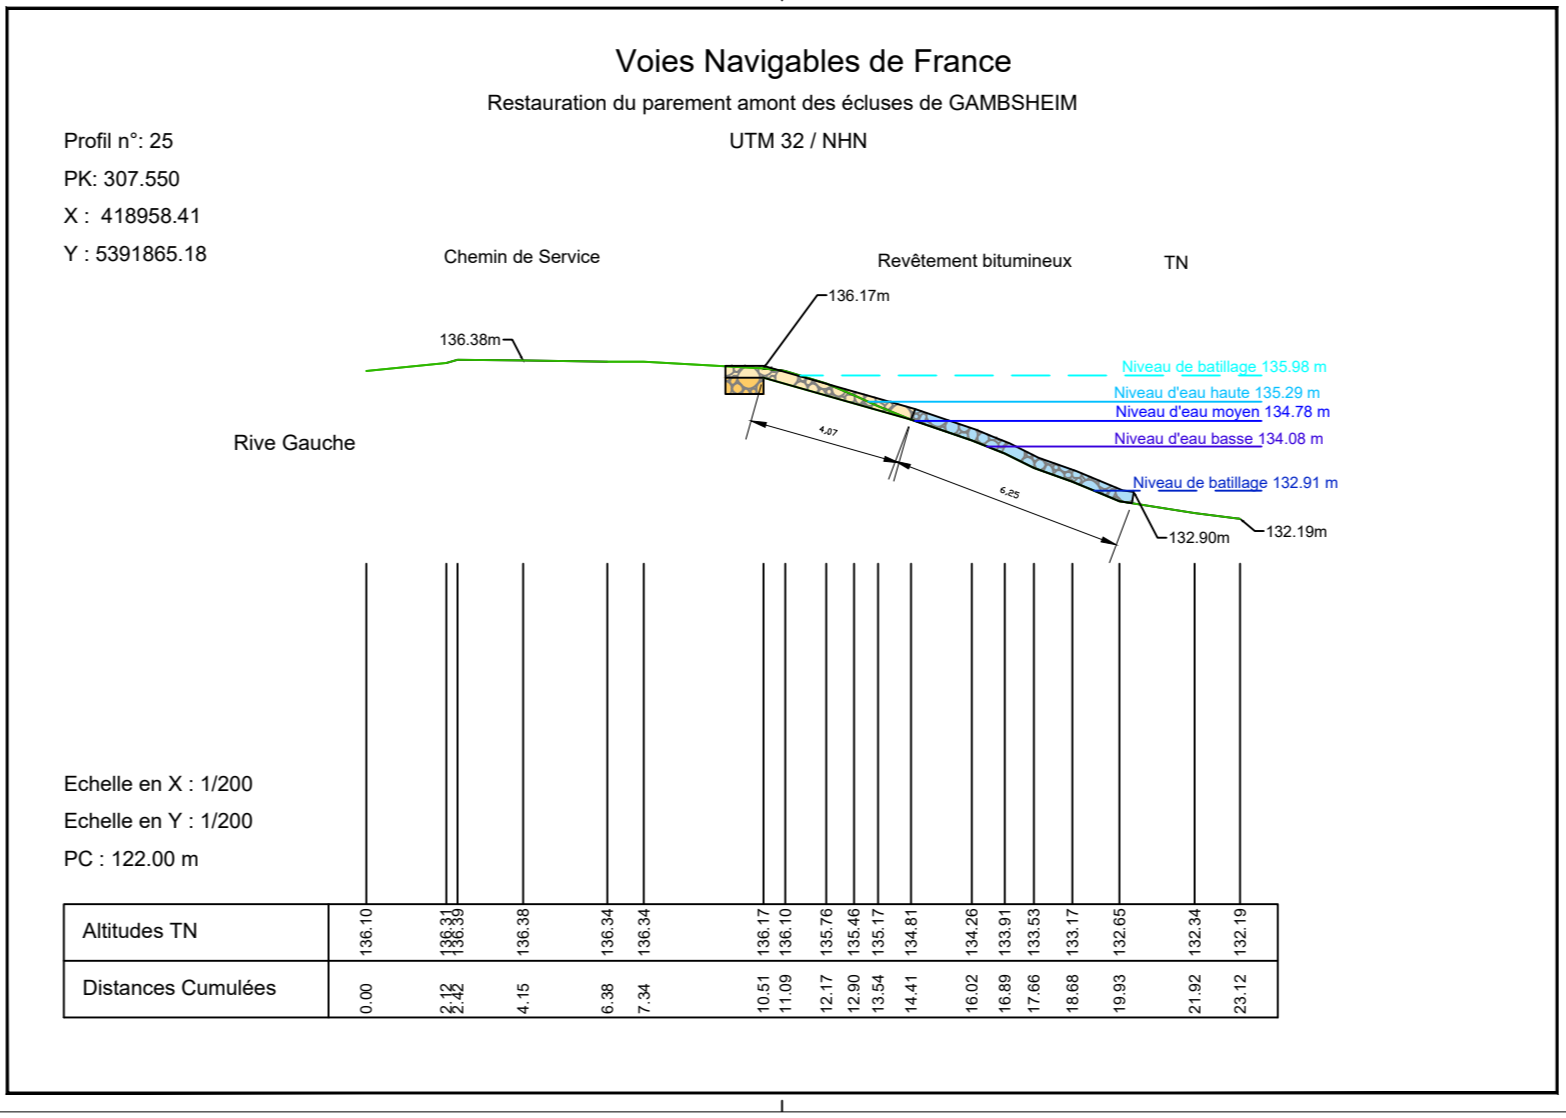 Voies Navigables de France
Restauration du parement amont des écluses de GAMBSHEIM
UTM 32 / NHN
Profil n°: 25
PK: 307.550
X : 418958.41
Y : 5391865.18
Chemin de Service
Revêtement bitumineux
TN
136.17m
136.38m
Niveau de batillage 135.98 m
Niveau d'eau haute 135.29 m
Niveau d'eau moyen 134.78 m
Niveau d'eau basse 134.08 m
Niveau de batillage 132.91 m
Rive Gauche
4,07
6,25
132.90m
132.19m
Echelle en X : 1/200
Echelle en Y : 1/200
PC : 122.00 m
Altitudes TN 136.10 136.31 136.39 136.38 136.34 136.34 136.17 136.10 135.76 135.46 135.17 134.81 134.26 133.91 133.53 133.17 132.65 132.34 132.19
Distances Cumulées 0.00 2.12 2.42 4.15 6.38 7.34 10.51 11.09 12.17 12.90 13.54 14.41 16.02 16.89 17.66 18.68 19.93 21.92 23.12